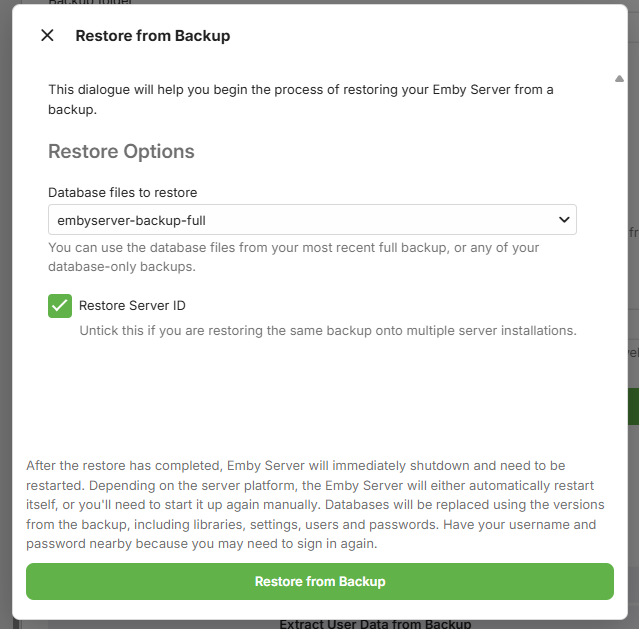 Backup folder
Restore from Backup
This dialogue will help you begin the process of restoring your Emby Server from a
backup.
Restore Options
Database files to restore
embyserver-backup-full
You can use the database files from your most recent full backup, or any of your
database-only backups.
Restore Server ID
Untick this if you are restoring the same backup onto multiple server installations.
After the restore has completed, Emby Server will immediately shutdown and need to be
restarted. Depending on the server platform, the Emby Server will either automatically restart
itself, or you'll need to start it up again manually. Databases will be replaced using the versions
from the backup, including libraries, settings, users and passwords. Have your username and
password nearby because you may need to sign in again.
Restore from Backup
Extract User Data from Backup